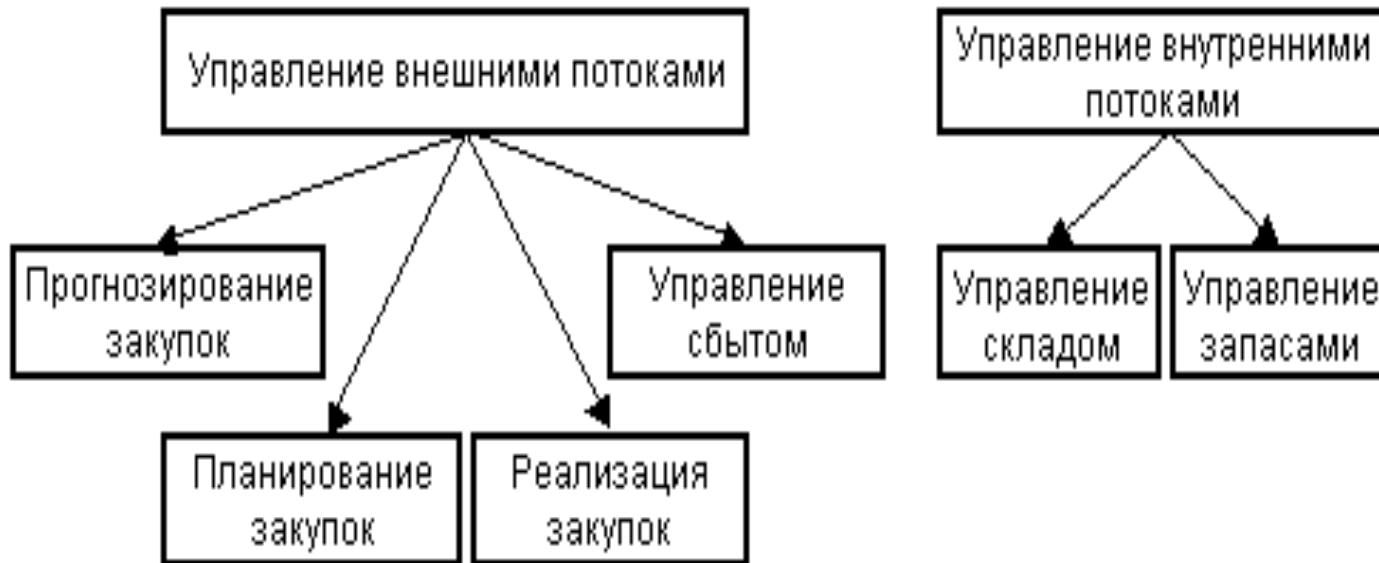 Управление внешними потоками
Управление внутренними
потоками
Прогнозирование
закупок
Управление
сбытом
Управление
складом
Управление
запасами
Планирование
закупок
Реализация
закупок